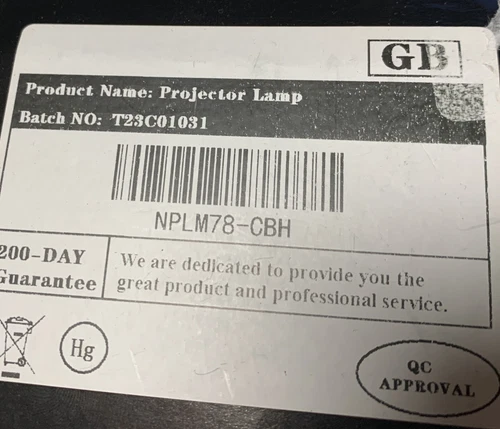 GB
Product Name: Projector Lamp
Batch NO: T23C01031
NPLM78-CBH
200-DAY
Guarantee
We are dedlcated to provide you the
great product and professional service.
Hg
QC
APPROVAL